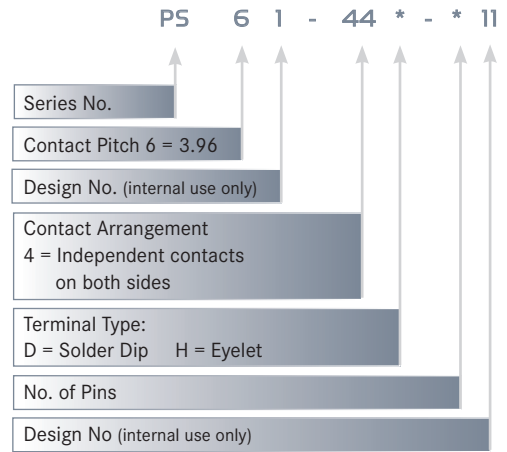 PS 6 1 - 44 * - * 11
Series No.
Contact Pitch 6 = 3.96
Design No. (internal use only)
Contact Arrangement
4 = Independent contacts
on both sides
Terminal Type:
D = Solder Dip H = Eyelet
No. of Pins
Design No (internal use only)